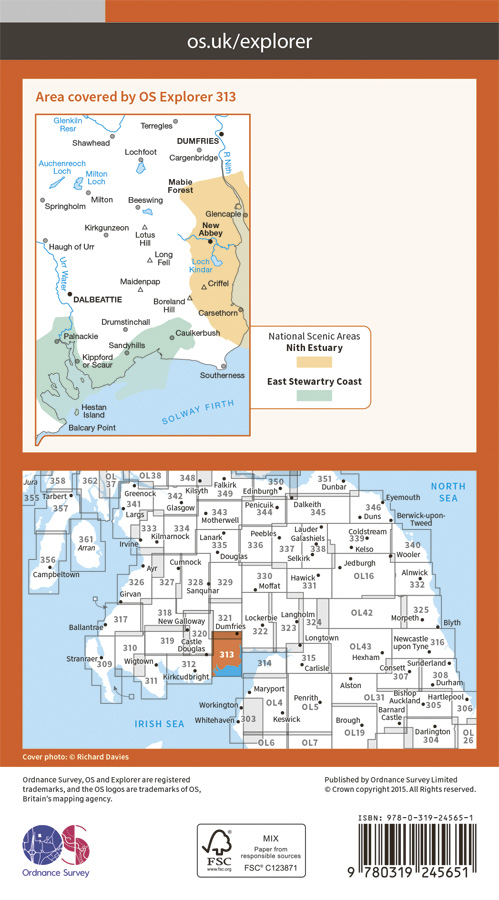 os.uk/explorer
Area covered by OS Explorer 313
Glenkiln
Resr
Terregles
Shawhead
DUMFRIES
Lochfoot
Cargenbridge
R Nith
Auchenreoch
Loch
Milton
Loch
Mabie
Forest
Milton
Springholm
Beeswing
Glencaple
Kirkgunzeon
Lotus
Hill
New
Abbey
Haugh of Urr
Long
Fell
Loch
Kindar
Urr Water
Maidenpap
Criffel
DALBEATTIE
Boreland
Hill
Carsethorn
Drumstinchall
Palnackie
Caulkerbush
Sandyhills
Kippford
or Scaur
Southerness
Hestan
Island
SOLWAY FIRTH
Balcary Point
National Scenic Areas
Nith Estuary
East Stewartry Coast
Jura
358
362
OL
37
OL38
348
Falkirk
349
350
351
Dunbar
NORTH
SEA
355
Tarbert
357
Greenock
341
Largs
342
Kilsyth
Glasgow
Edinburgh
Penicuik
344
Dalkeith
345
346
Duns
Eyemouth
Berwick-upon-
Tweed
361
Arran
333
334
Irvine
Kilmarnock
343
Motherwell
Lanark
335
Peebles
336
Lauder
Galashiels
337
338
Selkirk
Coldstream
339
Kelso
340
Wooler
356
Campbeltown
Ayr
Cumnock
Douglas
Jedburgh
OL16
Alnwick
332
326
327
328
Sanquhar
329
330
Moffat
Hawick
331
Girvan
Ballantrae
317
318
New Galloway
321
Dumfries
Lockerbie
322
Langholm
323
324
OL42
325
Morpeth
Blyth
319
320
Castle
Douglas
313
Longtown
316
Newcastle
upon Tyne
OL43
Hexham
Stranraer
309
310
Wigtown
311
312
Kirkcudbright
314
315
Carlisle
Sunderland
308
Durham
307
Consett
Maryport
Workington
Whitehaven
303
OL4
Keswick
Penrith
OL5
Alston
OL31
Bishop
Auckland
305
Hartlepool
306
IRISH SEA
Brough
OL19
Barnard
Castle
Darlington
304
OL
26
OL6
OL7
Cover photo: © Richard Davies
Ordnance Survey, OS and Explorer are registered
trademarks, and the OS logos are trademarks of OS,
Britain's mapping agency.
Published by Ordnance Survey Limited
© Crown copyright 2015. All Rights reserved.
OS
Ordnance Survey
FSC
www.fsc.org
MIX
Paper from
responsible sources
FSC® C123871
ISBN: 978-0-319-24565-1
9 780319 245651